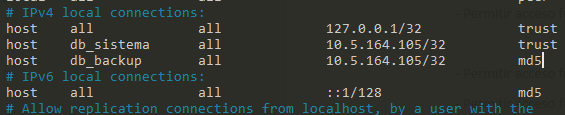 # IPv4 local connections:
host all all 127.0.0.1/32 trust
host db_sistema all 10.5.164.105/32 trust
host db_backup all 10.5.164.105/32 md5
# IPv6 local connections:
host all all ::1/128 md5
# Allow replication connections from localhost, by a user with the